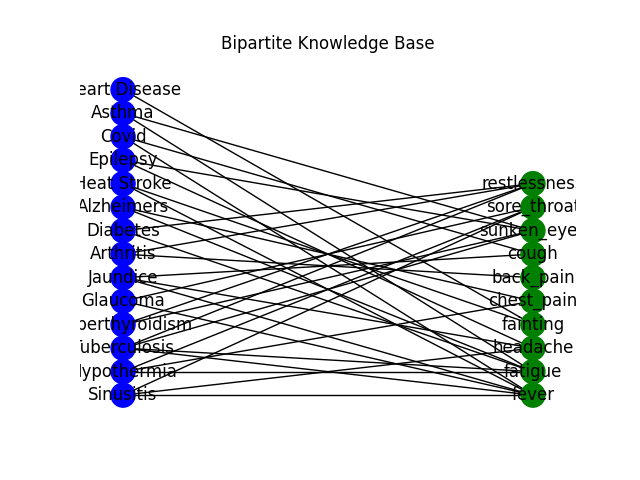 Bipartite Knowledge Base
eart Disease
Asthma
Covid
Epilepsy
Heat Stroke
Alzheimers
Diabetes
Arthritis
Jaundice
Glaucoma
perthyroidism
Tuberculosis
Hypothermia
Sinusitis
restlessness
sore_throat
sunken_eye
cough
back_pain
chest_pain
fainting
headache
fatigue
fever